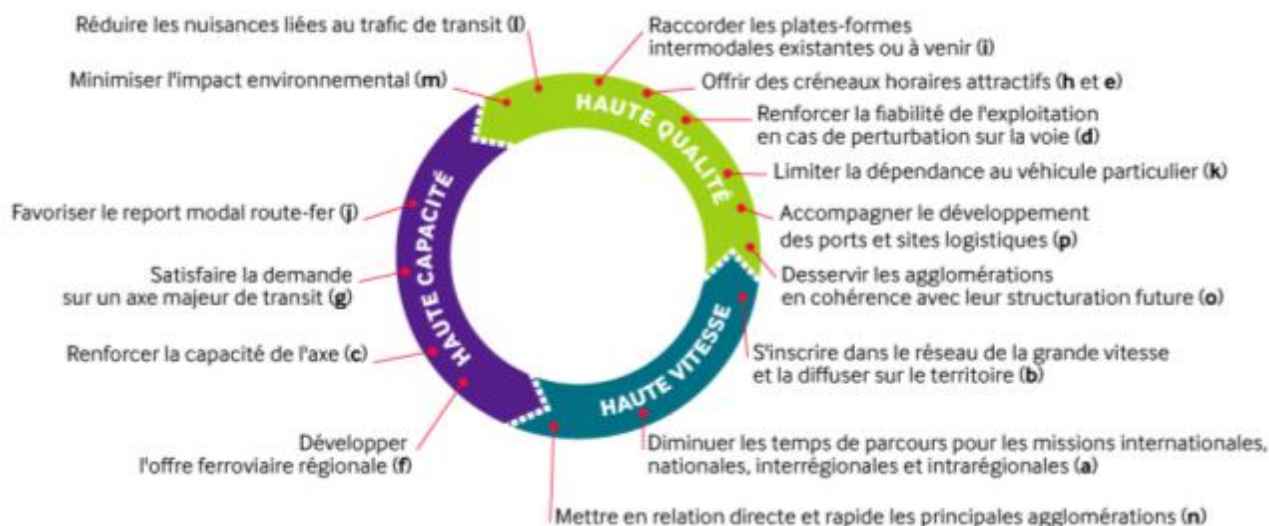 Réduire les nuisances liées au trafic de transit (l)
Minimiser l'impact environnemental (m)
Raccorder les plates-formes
intermodales existantes ou à venir (i)
Offrir des créneaux horaires attractifs (h et e)
Renforcer la fiabilité de l'exploitation
en cas de perturbation sur la voie (d)
Limiter la dépendance au véhicule particulier (k)
Accompagner le développement
des ports et sites logistiques (p)
Desservir les agglomérations
en cohérence avec leur structuration future (o)
HAUTE QUALITÉ
S'inscrire dans le réseau de la grande vitesse
et la diffuser sur le territoire (b)
Diminuer les temps de parcours pour les missions internationales,
nationales, interrégionales et intrarégionales (a)
Mettre en relation directe et rapide les principales agglomérations (n)
HAUTE VITESSE
Favoriser le report modal route-fer (j)
Satisfaire la demande
sur un axe majeur de transit (g)
Renforcer la capacité de l'axe (c)
Développer
l'offre ferroviaire régionale (f)
HAUTE CAPACITÉ